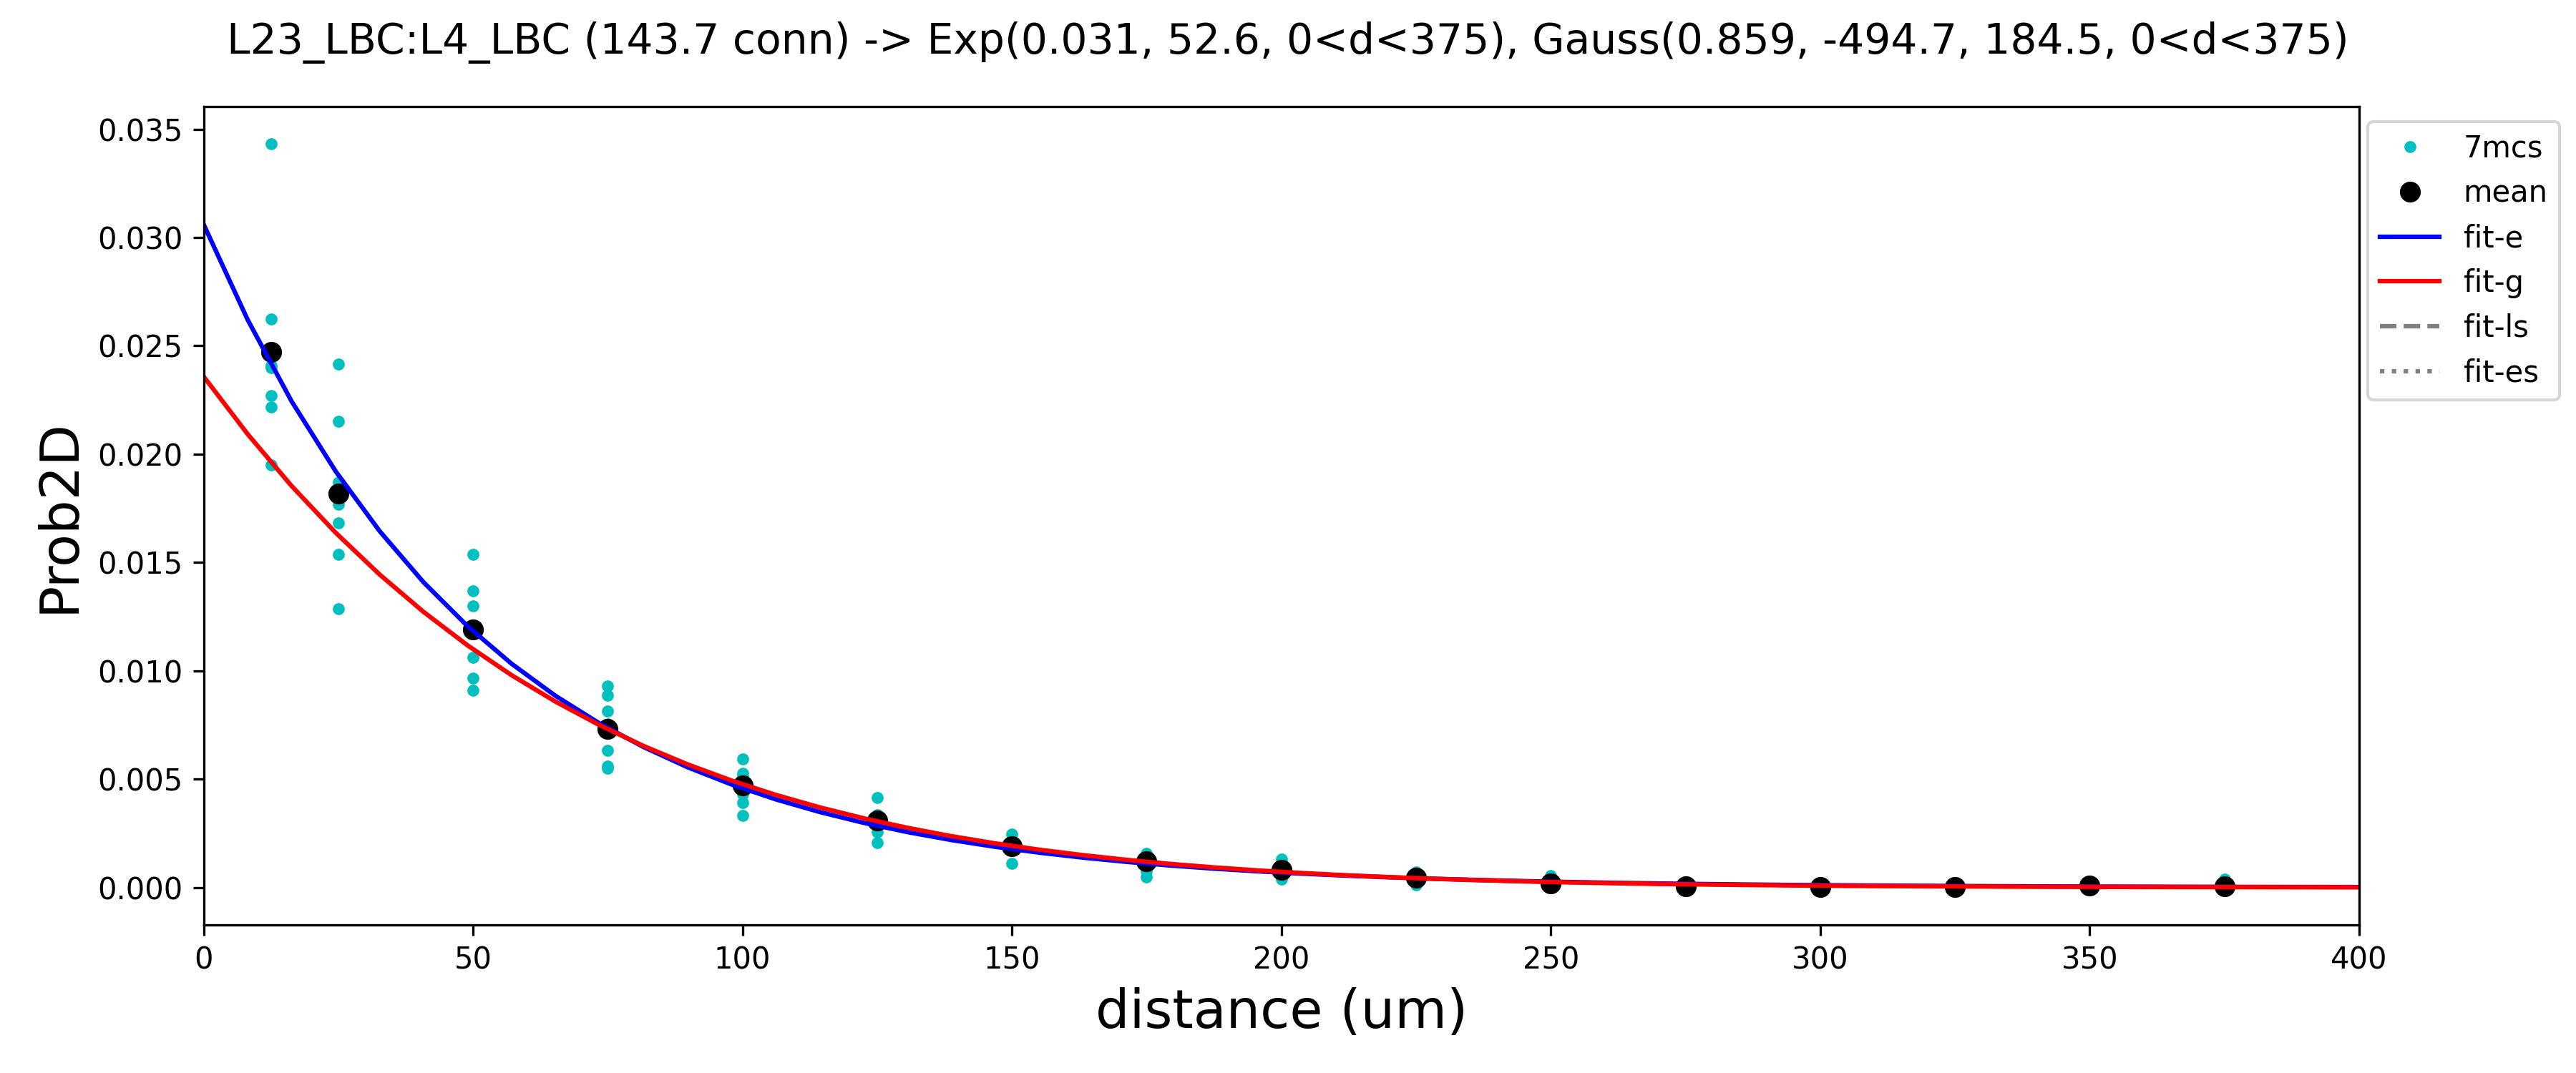 L23_LBC:L4_LBC (143.7 conn) -> Exp(0.031, 52.6, 0<d<375), Gauss(0.859, -494.7, 184.5, 0<d<375)
0.035
0.030
0.025
0.020
0.015
0.010
0.005
0.000
Prob2D
0 50 100 150 200 250 300 350 400
distance (um)
7mcs
mean
fit-e
fit-g
fit-ls
fit-es